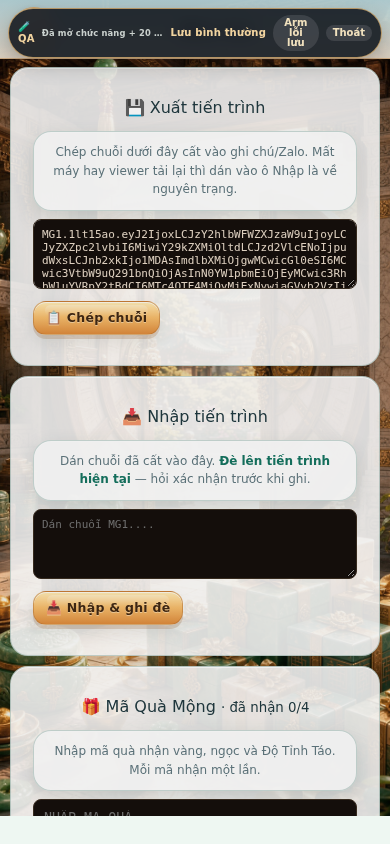 🧪 QA
Đã mở chức năng + 20 ...
Lưu bình thường
Arm lỗi lưu
Thoát
💾 Xuất tiến trình
Chép chuỗi dưới đây cất vào ghi chú/Zalo. Mất
máy hay viewer tải lại thì dán vào ô Nhập là về
nguyên trạng.
MG1.1lt15ao.eyJ2IjoxLCJzY2hlbWFWZXJzaW9uIjoyLC
📋 Chép chuỗi
📥 Nhập tiến trình
Dán chuỗi đã cất vào đây. Đè lên tiến trình
hiện tại — hỏi xác nhận trước khi ghi.
Dán chuỗi MG1....
📥 Nhập & ghi đè
🎁 Mã Quà Mộng · đã nhận 0/4
Nhập mã quà nhận vàng, ngọc và Độ Tỉnh Táo.
Mỗi mã nhận một lần.
NHẬP MÃ QUÀ